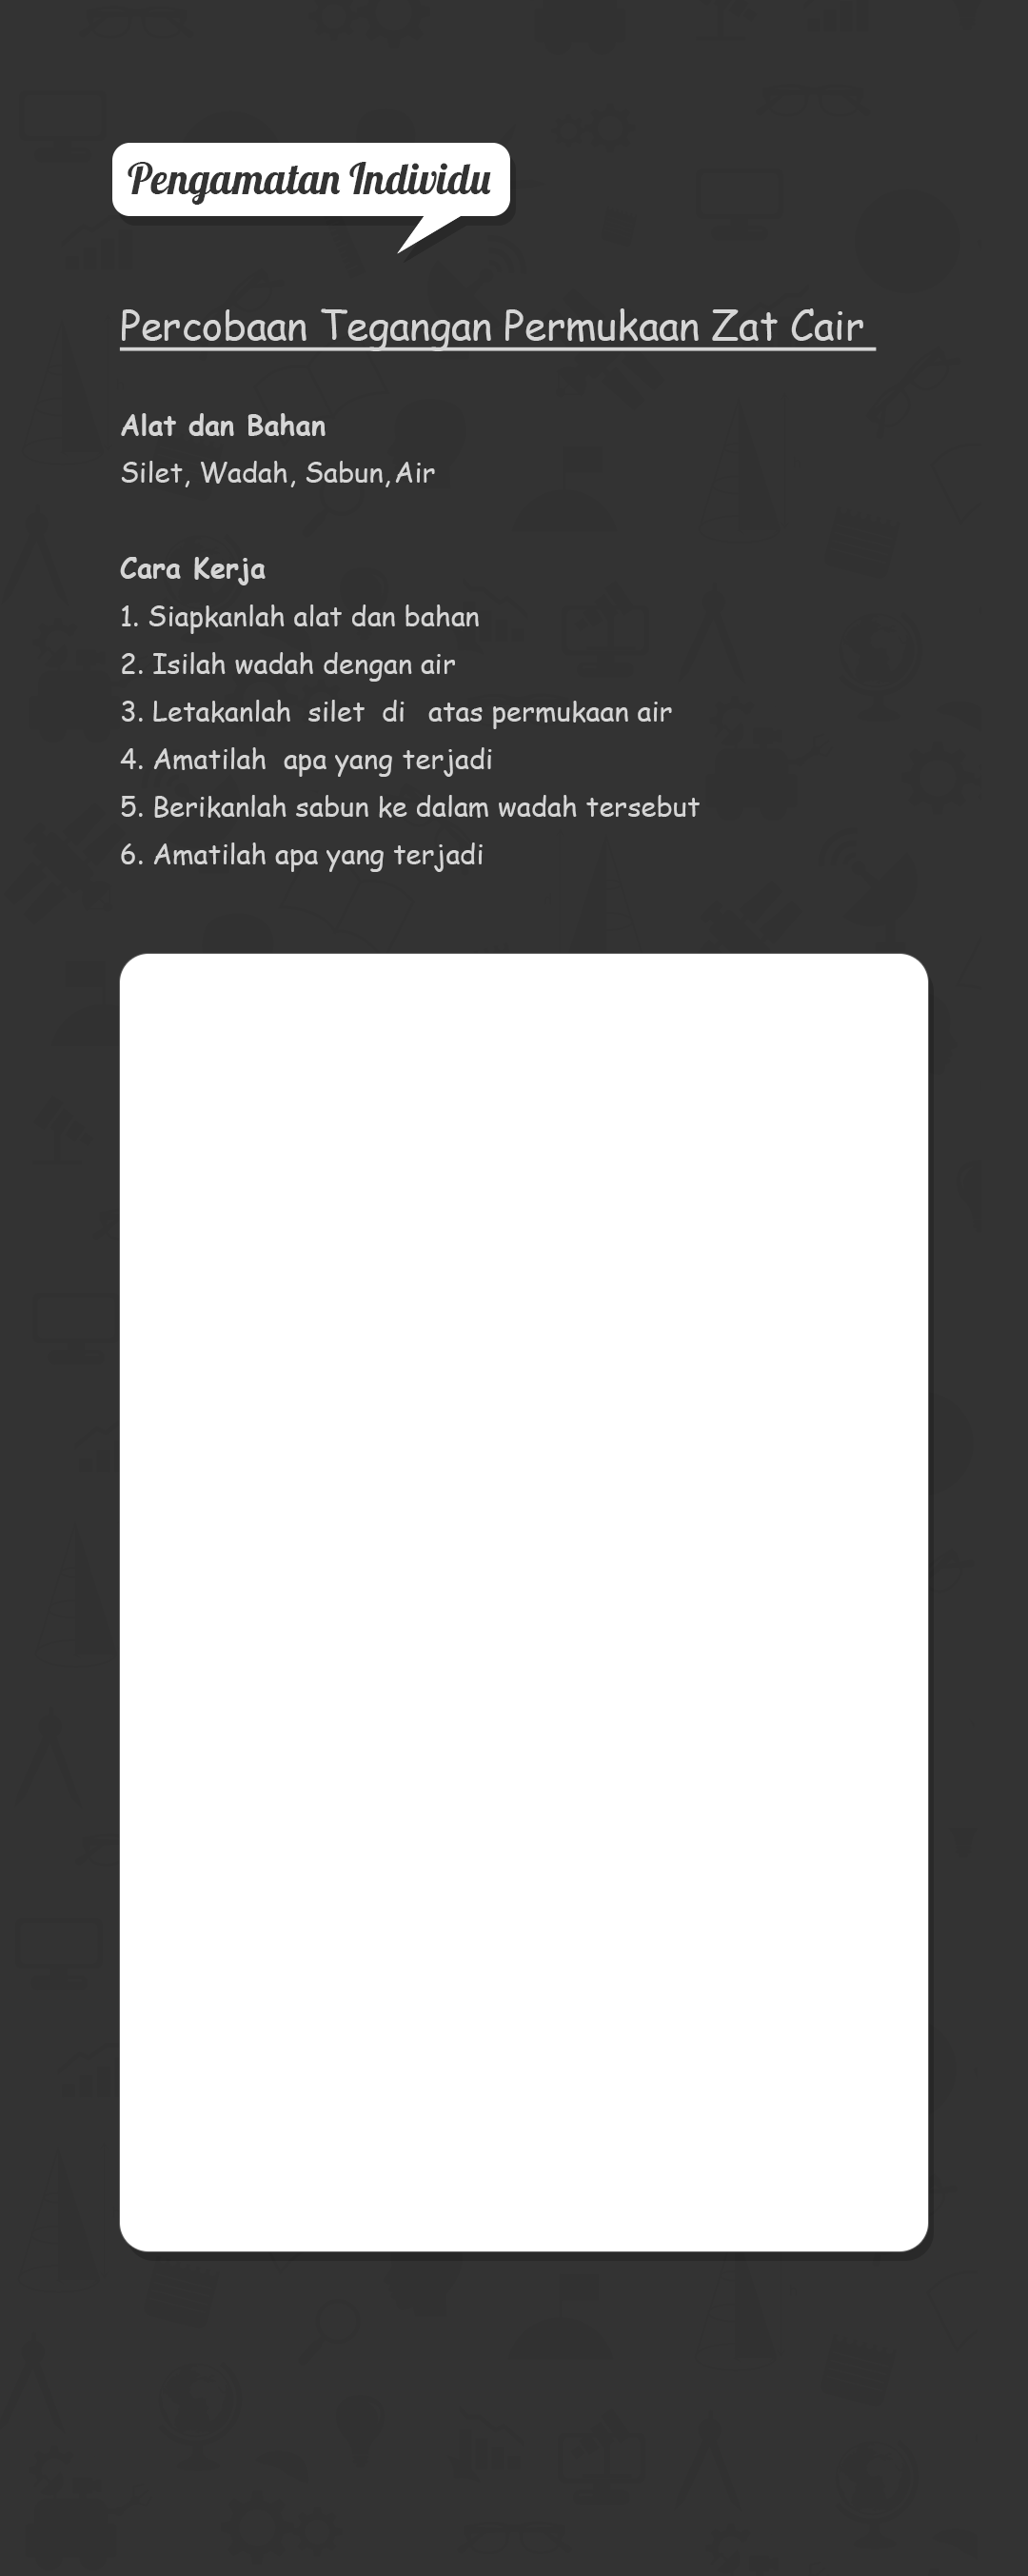 Pengamatan Individu
Percobaan Tegangan Permukaan Zat Cair
Alat dan Bahan
Silet, Wadah, Sabun, Air
Cara Kerja
1. Siapkanlah alat dan bahan
2. Isilah wadah dengan air
3. Letakanlah silet di atas permukaan air
4. Amatilah apa yang terjadi
5. Berikanlah sabun ke dalam wadah tersebut
6. Amatilah apa yang terjadi